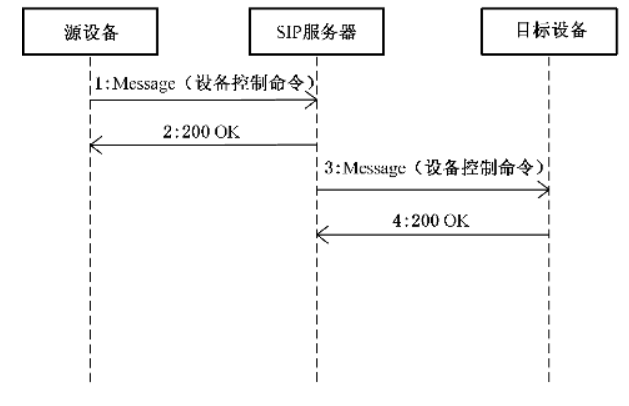 源设备
SIP服务器
目标设备
1:Message（设备控制命令）
2:200 OK
3:Message（设备控制命令）
4:200 OK